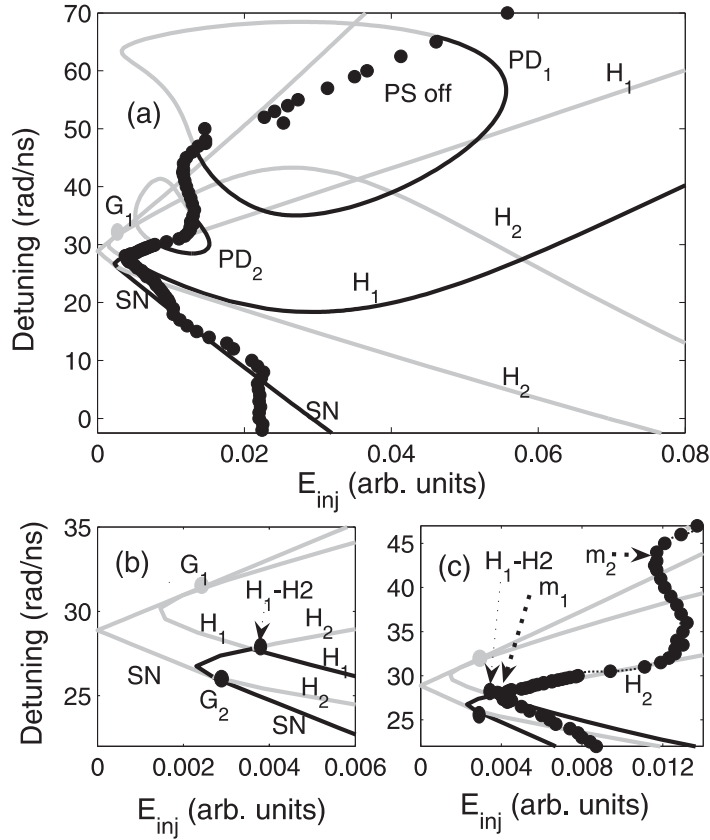 70
60
50
40
30
20
10
0
Detuning (rad/ns)
(a)
PD1
PS off
H1
G1
H2
PD2
H1
SN
H2
SN
0
0.02
0.04
0.06
0.08
Einj (arb. units)
35
30
25
Detuning (rad/ns)
(b)
G1
H1-H2
H1
H2
H1
SN
H2
G2
SN
0
0.002
0.004
0.006
Einj (arb. units)
45
40
35
30
25
(c)
H1-H2
m1
m2
H2
0
0.004
0.008
0.012
Einj (arb. units)